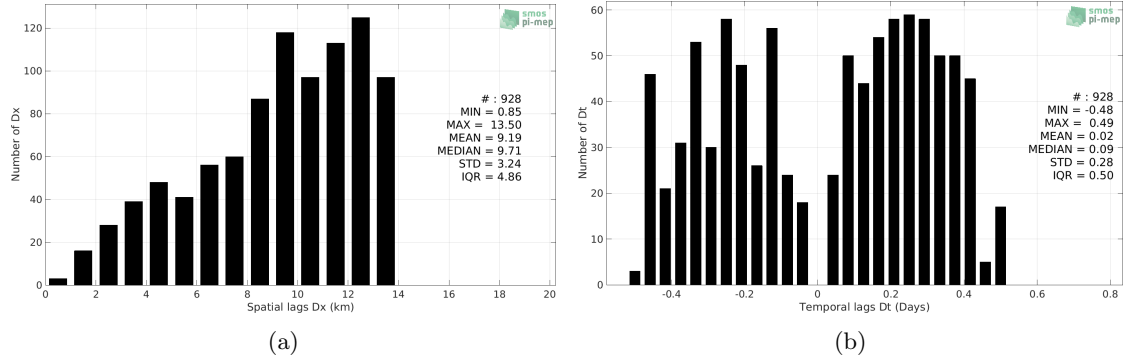 120
100
80
60
40
20
0
Number of Dx
0 2 4 6 8 10 12 14 16 18 20
Spatial lags Dx (km)
smos
pi-mep
# : 928
MIN = 0.85
MAX = 13.50
MEAN = 9.19
MEDIAN = 9.71
STD = 3.24
IQR = 4.86
(a)
60
50
40
30
20
10
0
Number of Dt
-0.4 -0.2 0 0.2 0.4 0.6 0.8
Temporal lags Dt (Days)
smos
pi-mep
# : 928
MIN = -0.48
MAX = 0.49
MEAN = 0.02
MEDIAN = 0.09
STD = 0.28
IQR = 0.50
(b)